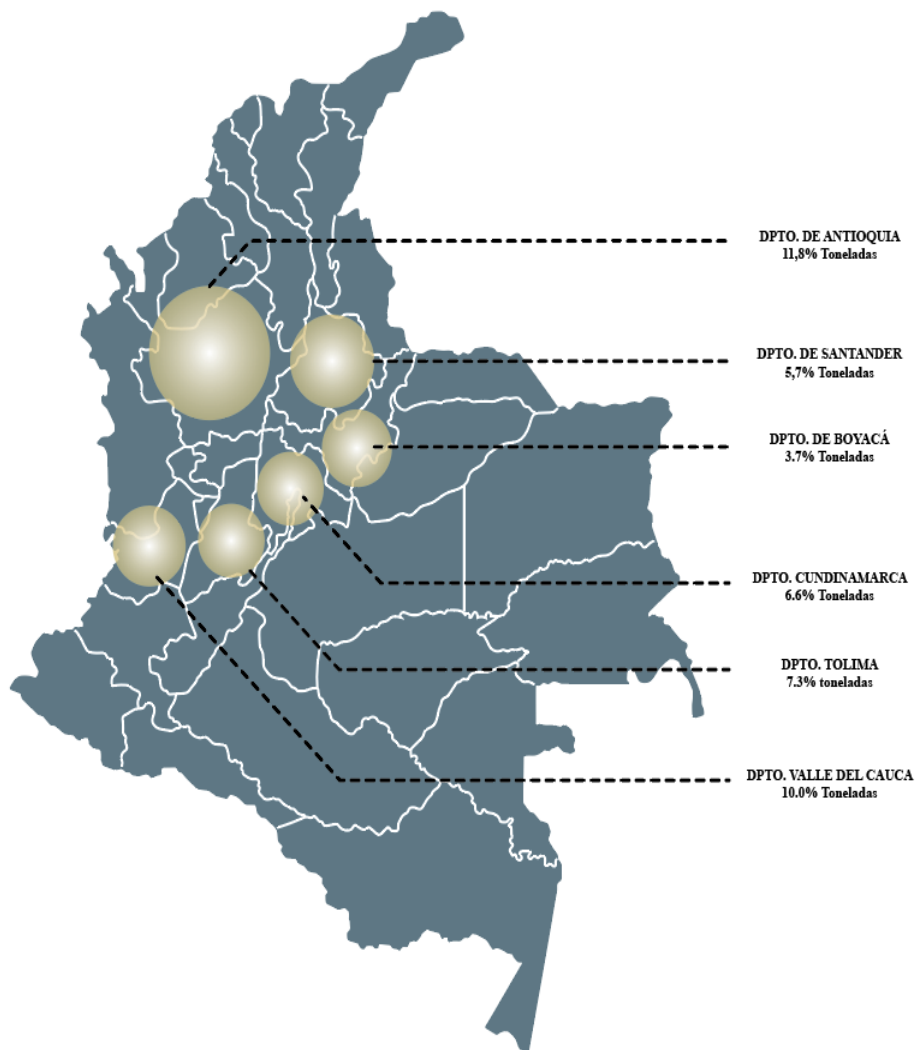 DPTO. DE ANTIOQUIA
11,8% Toneladas
DPTO. DE SANTANDER
5,7% Toneladas
DPTO. DE BOYACÁ
3.7% Toneladas
DPTO. CUNDINAMARCA
6.6% Toneladas
DPTO. TOLIMA
7.3% toneladas
DPTO. VALLE DEL CAUCA
10.0% Toneladas